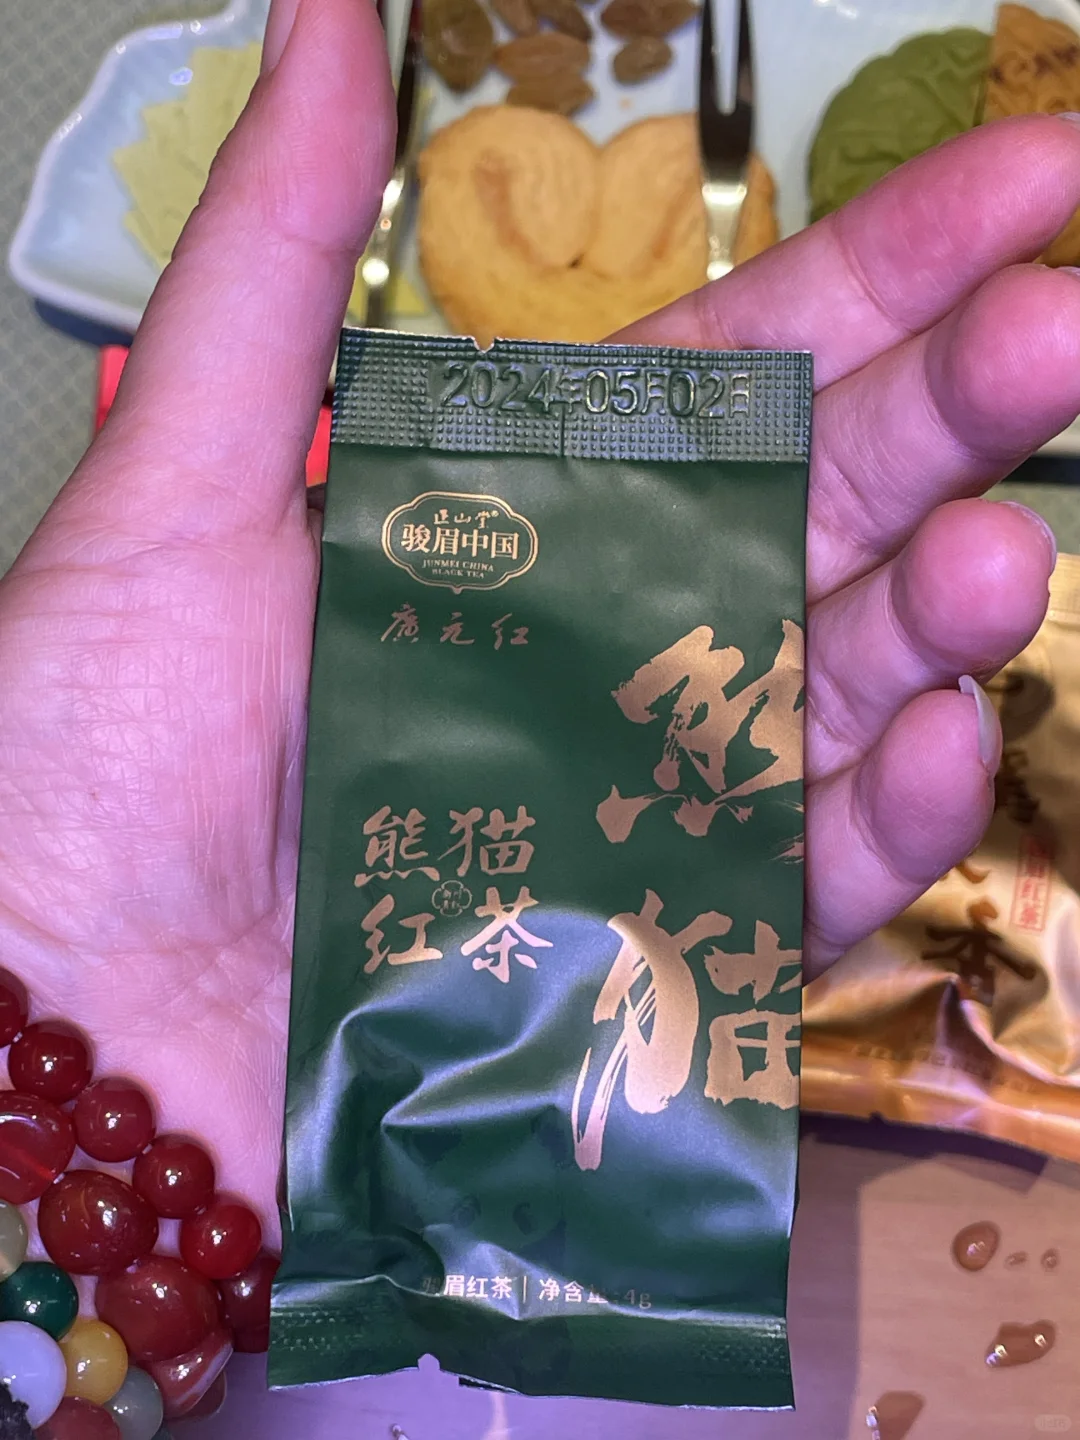 2024年05月02日
正山堂®
骏眉中国
JUNMEI CHINA
BLACK TEA
廣元红
熊猫
红茶
熊
猫
骏眉红茶｜净含量:4g